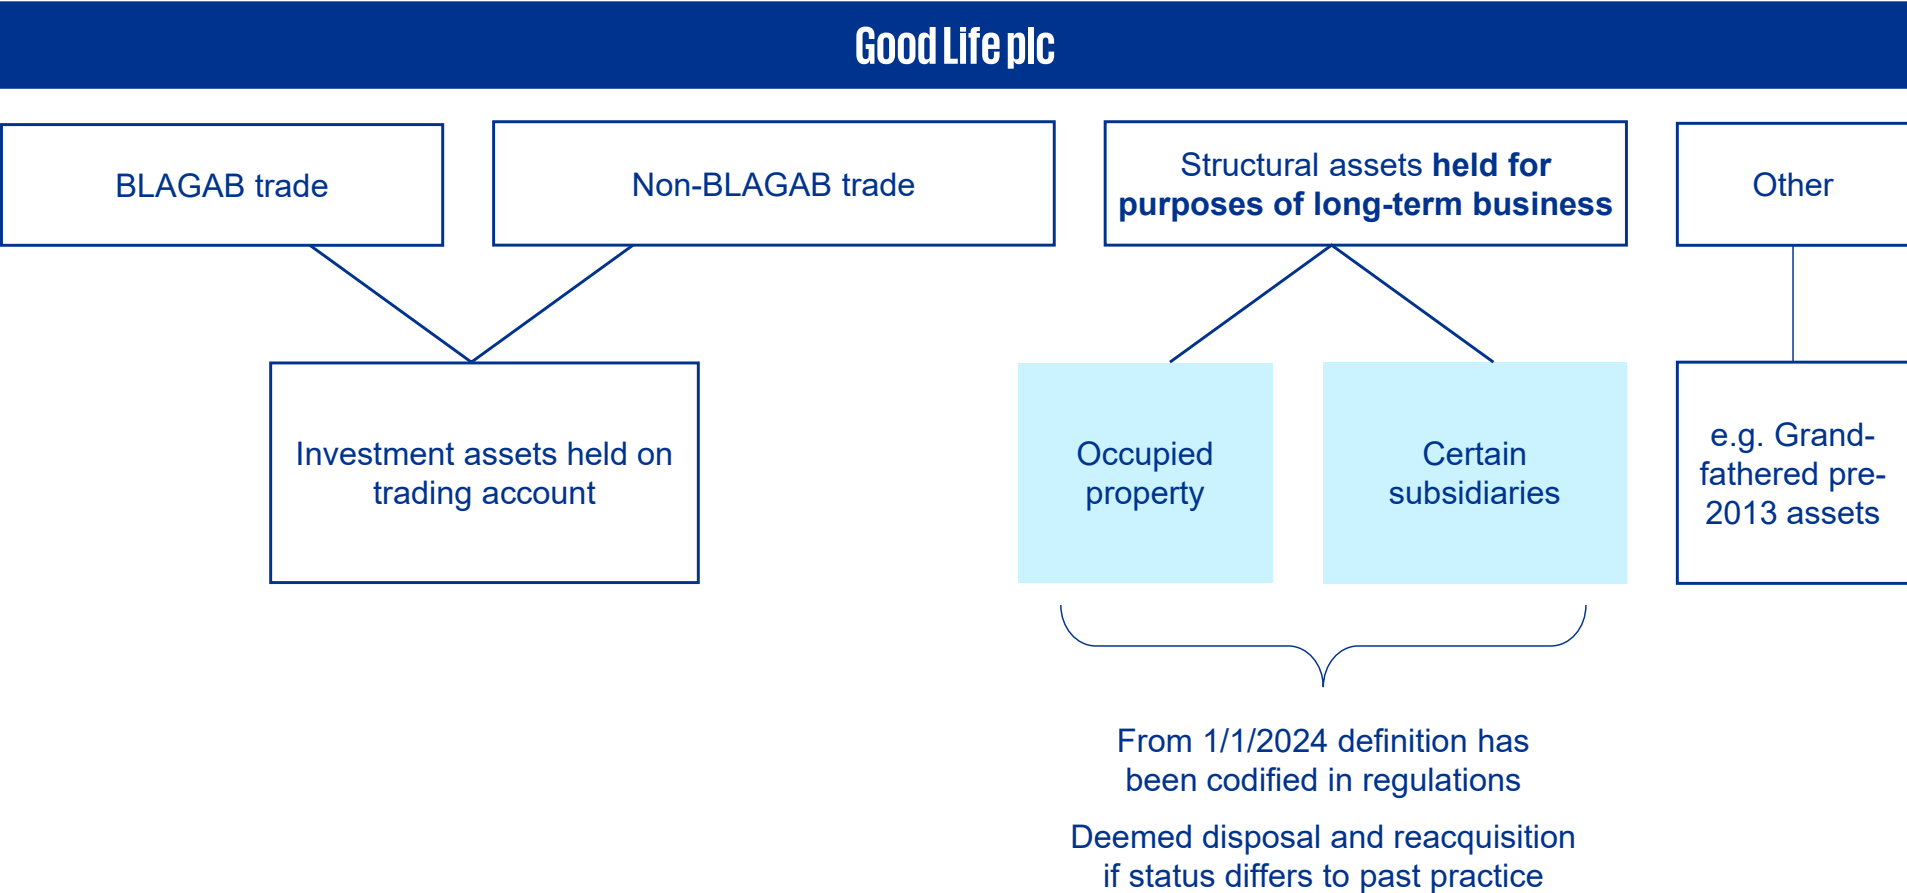 Good Life plc
BLAGAB trade
Non-BLAGAB trade
Structural assets held for
purposes of long-term business
Other
Investment assets held on
trading account
Occupied
property
Certain
subsidiaries
e.g. Grand-
fathered pre-
2013 assets
From 1/1/2024 definition has
been codified in regulations
Deemed disposal and reacquisition
if status differs to past practice